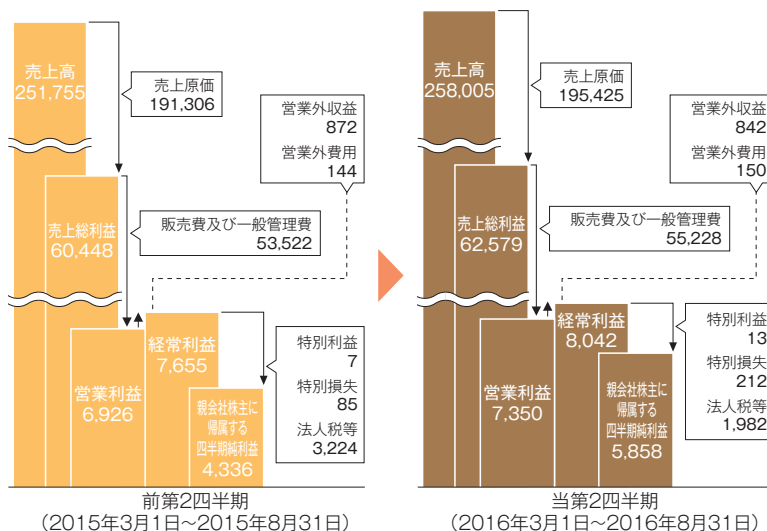 売上高
251,755
売上原価
191,306
営業外収益
872
営業外費用
144
売上総利益
60,448
販売費及び一般管理費
53,522
経常利益
7,655
営業利益
6,926
親会社株主に
帰属する
四半期純利益
4,336
特別利益
7
特別損失
85
法人税等
3,224
前第2四半期
（2015年3月1日～2015年8月31日）
売上高
258,005
売上原価
195,425
営業外収益
842
営業外費用
150
売上総利益
62,579
販売費及び一般管理費
55,228
経常利益
8,042
営業利益
7,350
親会社株主に
帰属する
四半期純利益
5,858
特別利益
13
特別損失
212
法人税等
1,982
当第2四半期
（2016年3月1日～2016年8月31日）